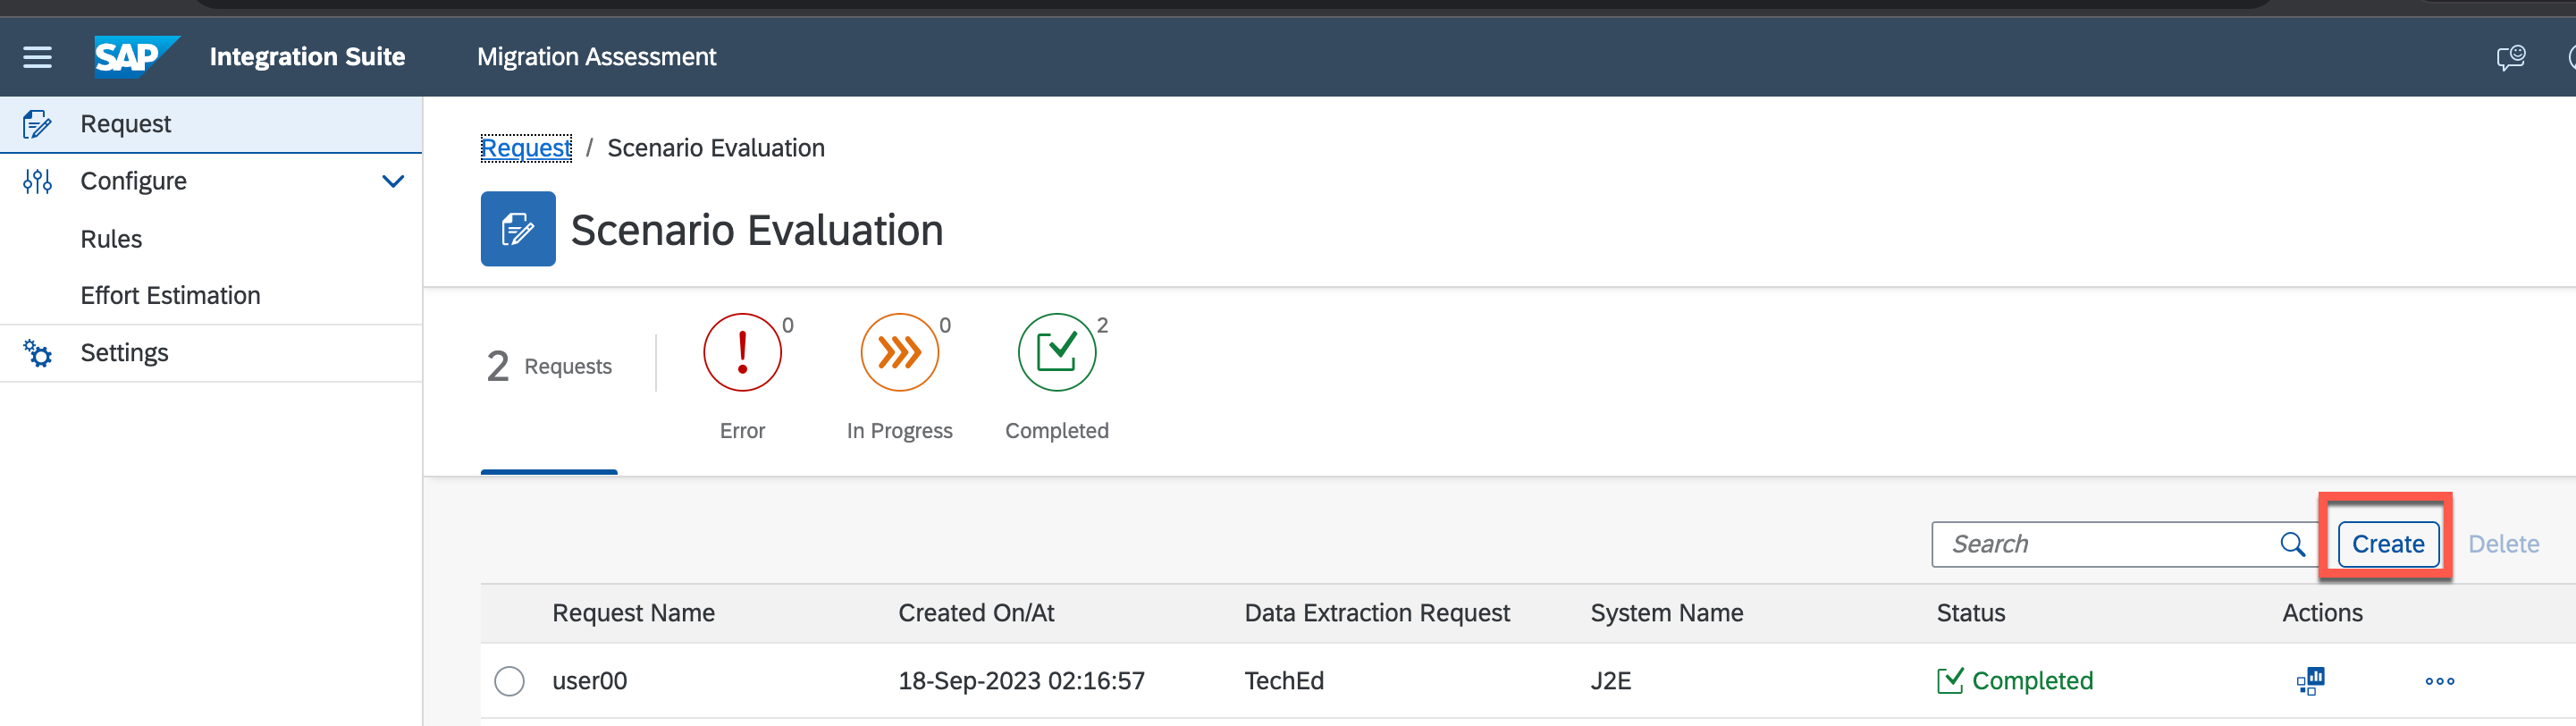 SAP Integration Suite Migration Assessment
Request
Configure
Rules
Effort Estimation
Settings
Request / Scenario Evaluation
Scenario Evaluation
2 Requests
0
Error
0
In Progress
2
Completed
Search Create Delete
Request Name Created On/At Data Extraction Request System Name Status Actions
user00 18-Sep-2023 02:16:57 TechEd J2E Completed